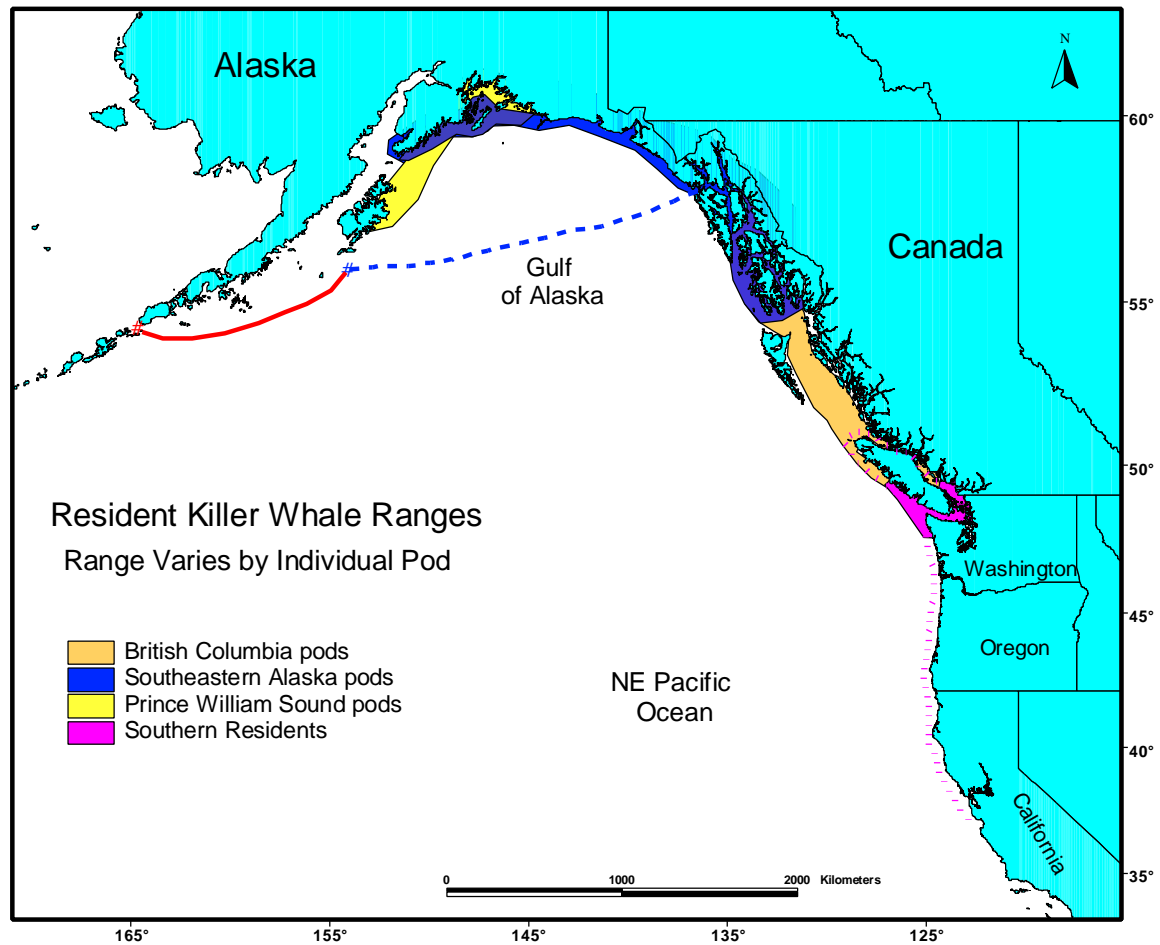 Alaska
N
60°
Canada
Gulf
of Alaska
55°
50°
Resident Killer Whale Ranges
Range Varies by Individual Pod
Washington
45°
British Columbia pods
Southeastern Alaska pods
Prince William Sound pods
Southern Residents
Oregon
NE Pacific
Ocean
40°
California
0 1000 2000 Kilometers
35°
165° 155° 145° 135° 125°